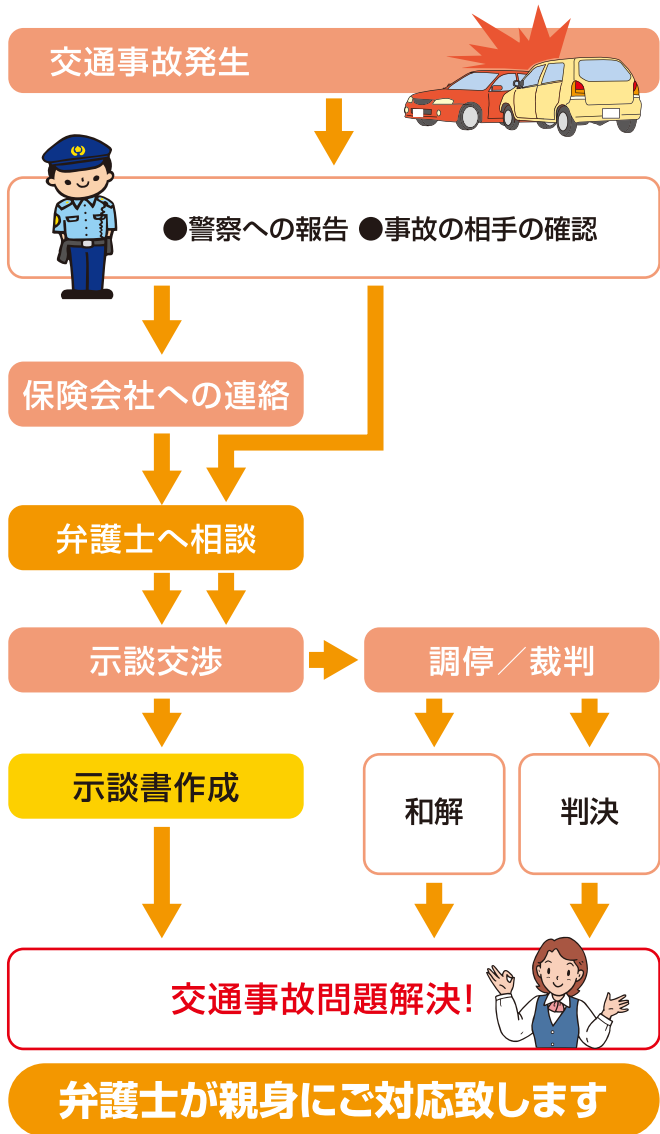 交通事故発生
●警察への報告 ●事故の相手の確認
保険会社への連絡
弁護士へ相談
示談交渉
調停／裁判
示談書作成
和解
判決
交通事故問題解決!
弁護士が親身にご対応致します